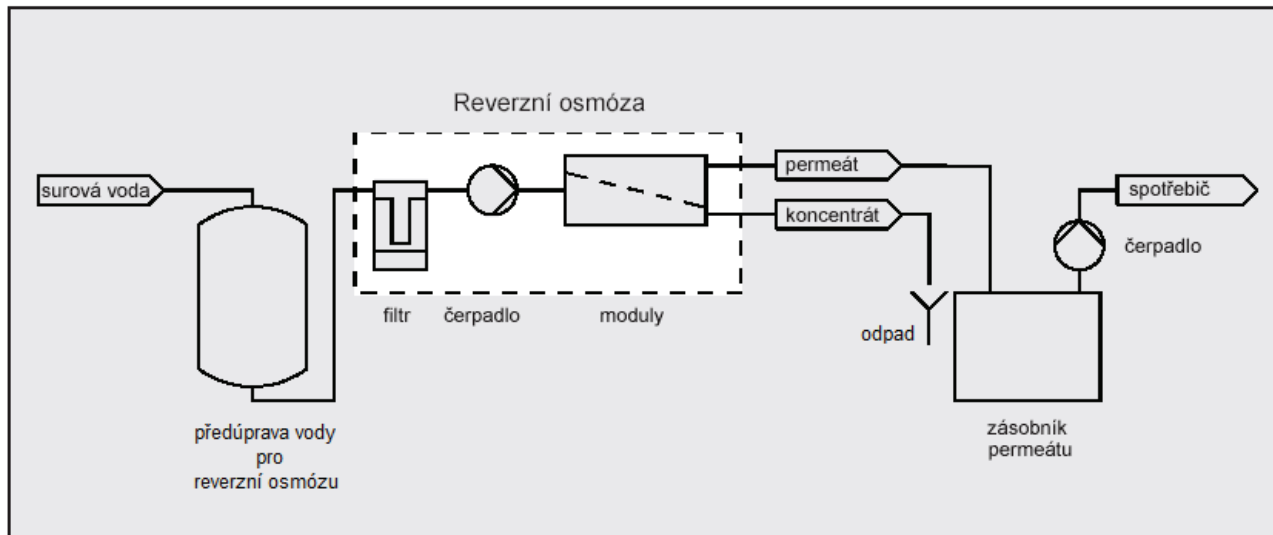 Reverzní osmóza
surová voda
permeát
koncentrát
spotřebič
čerpadlo
filtr
čerpadlo
moduly
odpad
předúprava vody
pro
reverzní osmózu
zásobník
permeátu